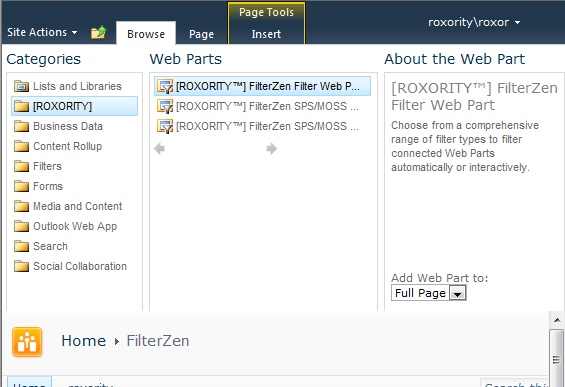 Page Tools
roxority\roxor
Site Actions
Browse
Page
Insert
Categories
Lists and Libraries
[ROXORITY]
Business Data
Content Rollup
Filters
Forms
Media and Content
Outlook Web App
Search
Social Collaboration
Web Parts
[ROXORITY™] FilterZen Filter Web P...
[ROXORITY™] FilterZen SPS/MOSS ...
[ROXORITY™] FilterZen SPS/MOSS ...
About the Web Part
[ROXORITY™] FilterZen
Filter Web Part
Choose from a comprehensive
range of filter types to filter
connected Web Parts
automatically or interactively.
Add Web Part to:
Full Page
Home FilterZen
Home roxority
Search this